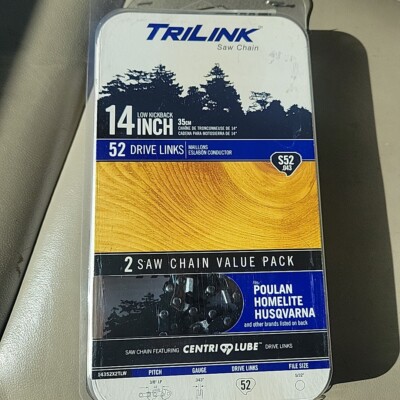 TRILINK
Saw Chain
14 INCH
LOW KICKBACK
35CM
CHAÎNE DE TRONÇONNEUSE DE 14"
CADENA PARA MOTOSIERRA DE 14"
52 DRIVE LINKS
MAILLONS
ESLABÓN CONDUCTOR
S52
.043
2 SAW CHAIN VALUE PACK
POULAN
HOMELITE
HUSQVARNA
and other brands listed on back
SAW CHAIN FEATURING CENTRI LUBE DRIVE LINKS
PITCH GAUGE DRIVE LINKS FILE SIZE
3/8" LP .043" 52 5/32"